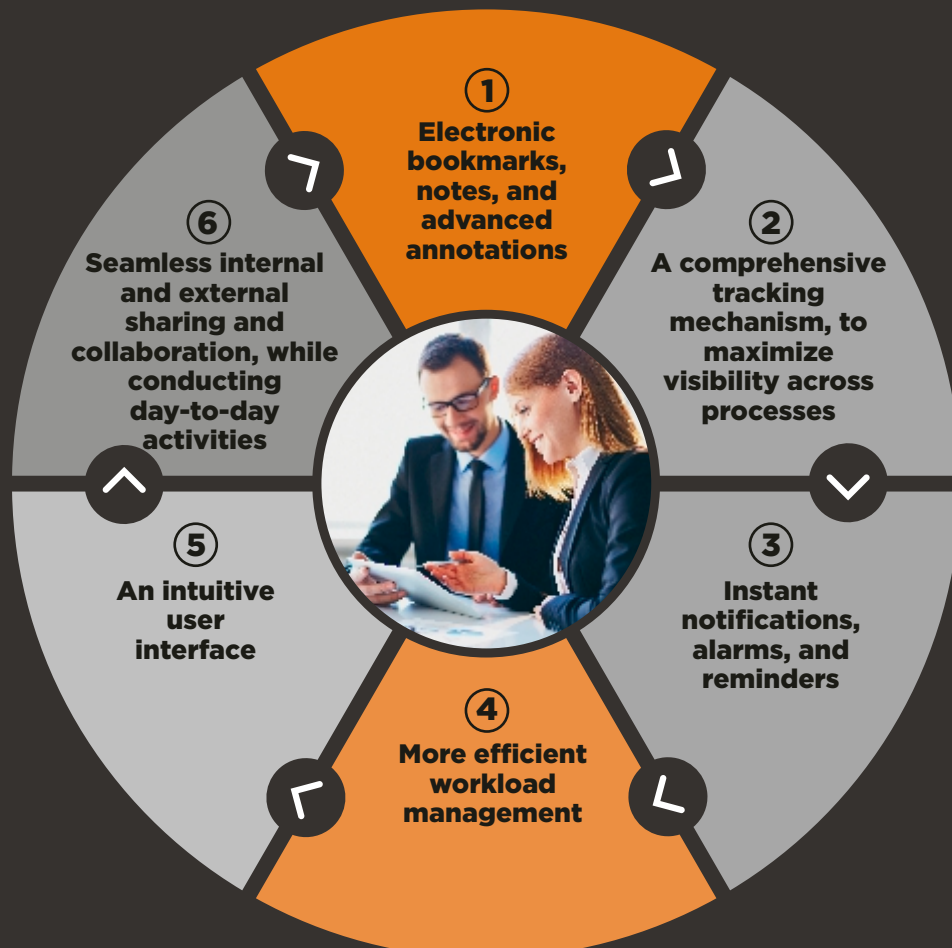 1
Electronic
bookmarks,
notes, and
advanced
annotations
2
A comprehensive
tracking
mechanism, to
maximize
visibility across
processes
3
Instant
notifications,
alarms, and
reminders
4
More efficient
workload
management
5
An intuitive
user
interface
6
Seamless internal
and external
sharing and
collaboration, while
conducting
day-to-day
activities